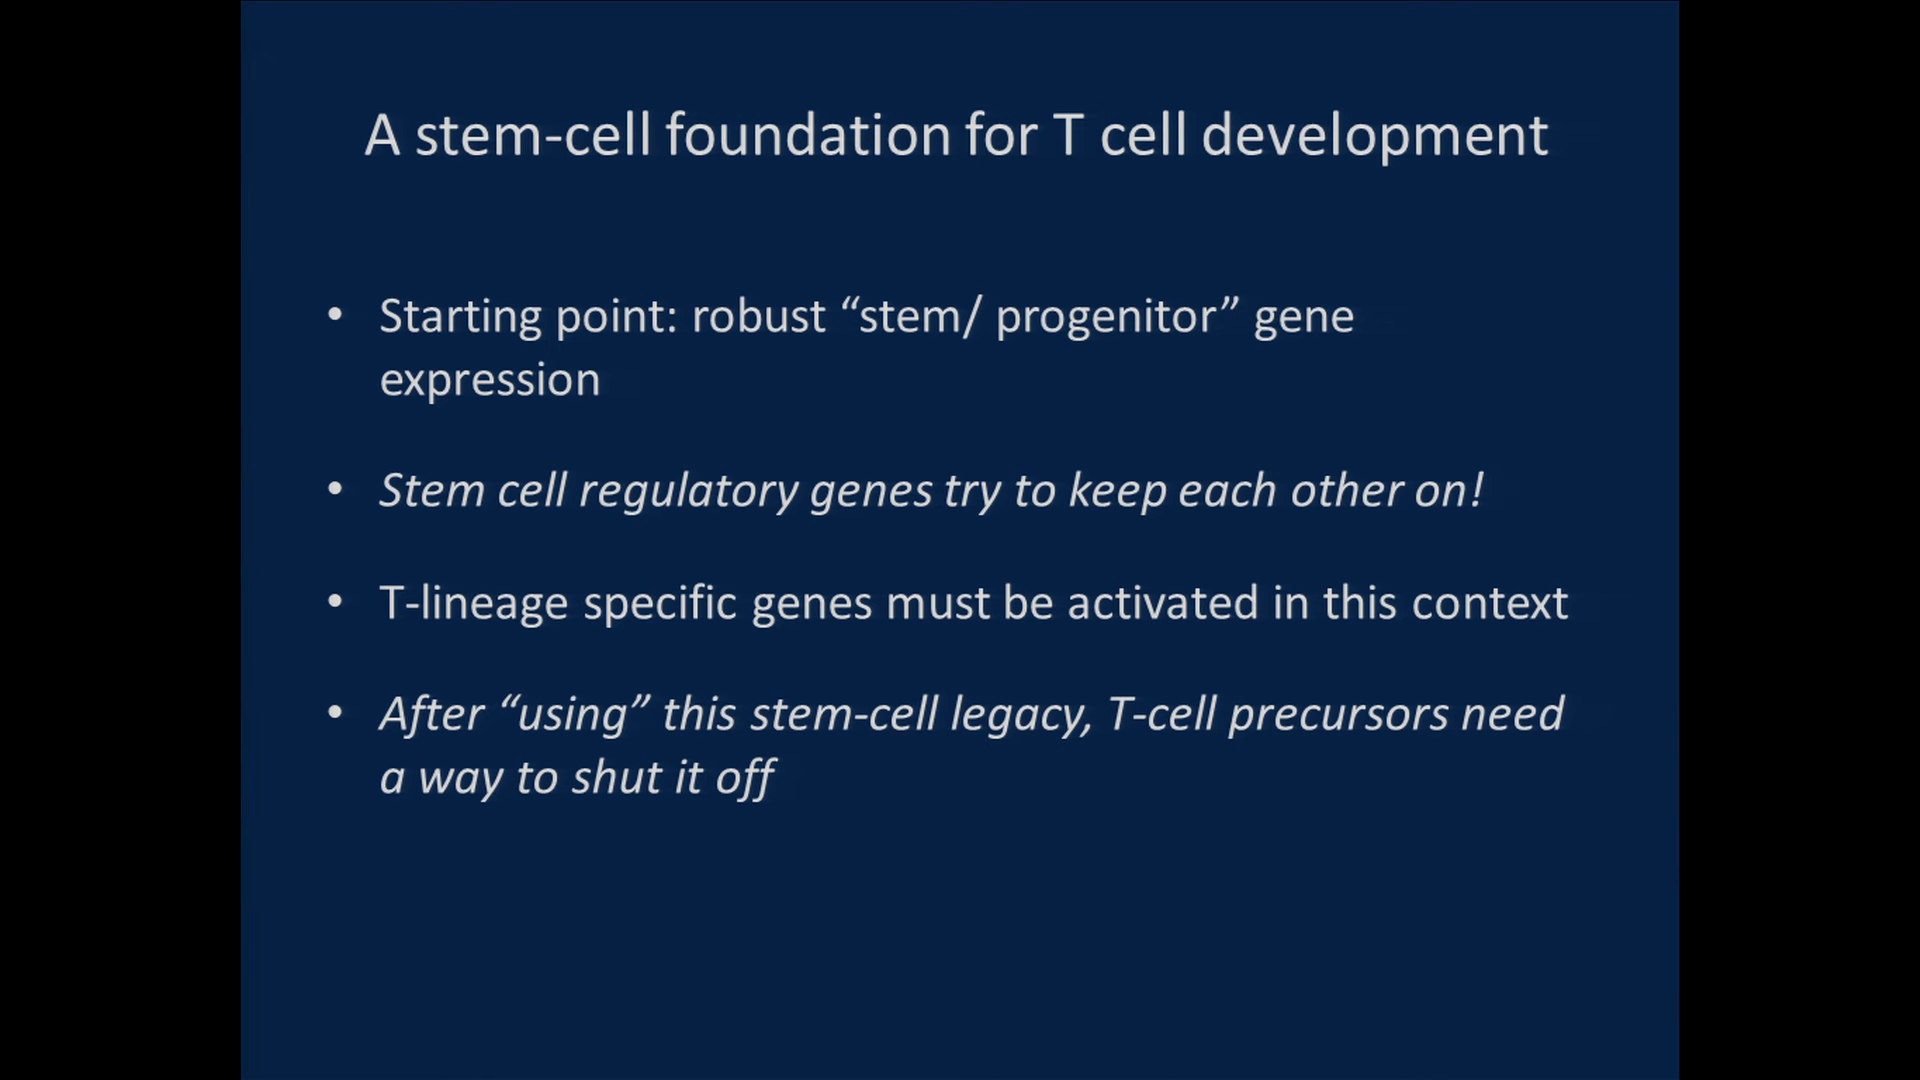 A stem-cell foundation for T cell development
• Starting point: robust “stem/ progenitor” gene
expression
• Stem cell regulatory genes try to keep each other on!
• T-lineage specific genes must be activated in this context
• After “using” this stem-cell legacy, T-cell precursors need
a way to shut it off